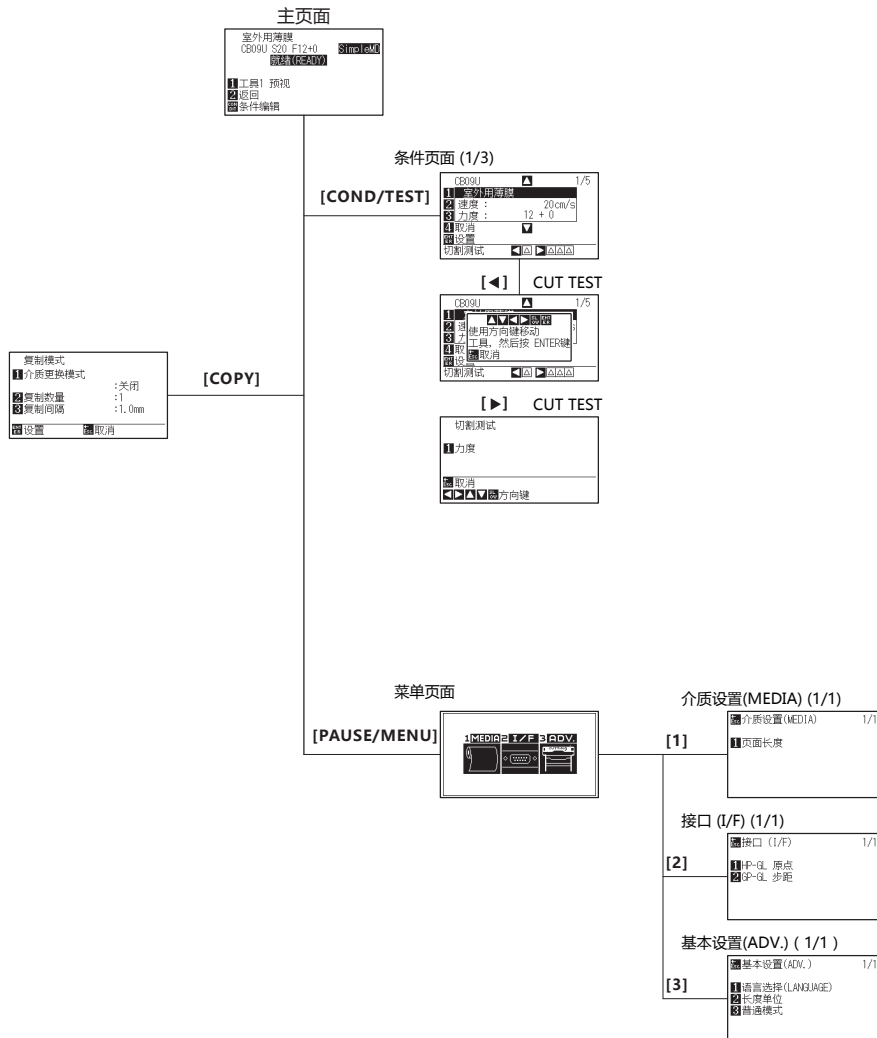 主页面
室外用薄膜
CB09U S20 F12+0 SimpleMD
就绪(READY)
1 工具1 预视
2 返回
条件编辑
条件页面 (1/3)
[COND/TEST]
CB09U ▲ 1/5
1 室外用薄膜
2 速度 : 20cm/s
3 力度 : 12 + 0
4 取消 ▼
设置
切割测试 ◀△ ▶△△△
[◀] CUT TEST
CB09U ▲ 1/5
1
2
3
4 取
▲▼◀▶
使用方向键移动
工具，然后按 ENTER键
取消
切割测试 ◀△ ▶△△△
[▶] CUT TEST
切割测试
1 力度
取消
◀▶▲▼ 方向键
复制模式
1 介质更换模式
:关闭
2 复制数量 :1
3 复制间隔 :1.0mm
设置 取消
[COPY]
菜单页面
[PAUSE/MENU]
1 MEDIA 2 I/F 3 ADV.
介质设置(MEDIA) (1/1)
[1]
介质设置(MEDIA) 1/1
1 页面长度
接口 (I/F) (1/1)
[2]
接口 (I/F) 1/1
1 HP-GL 原点
2 GP-GL 步距
基本设置(ADV.) ( 1/1 )
[3]
基本设置(ADV.) 1/1
1 语言选择(LANGUAGE)
2 长度单位
3 普通模式